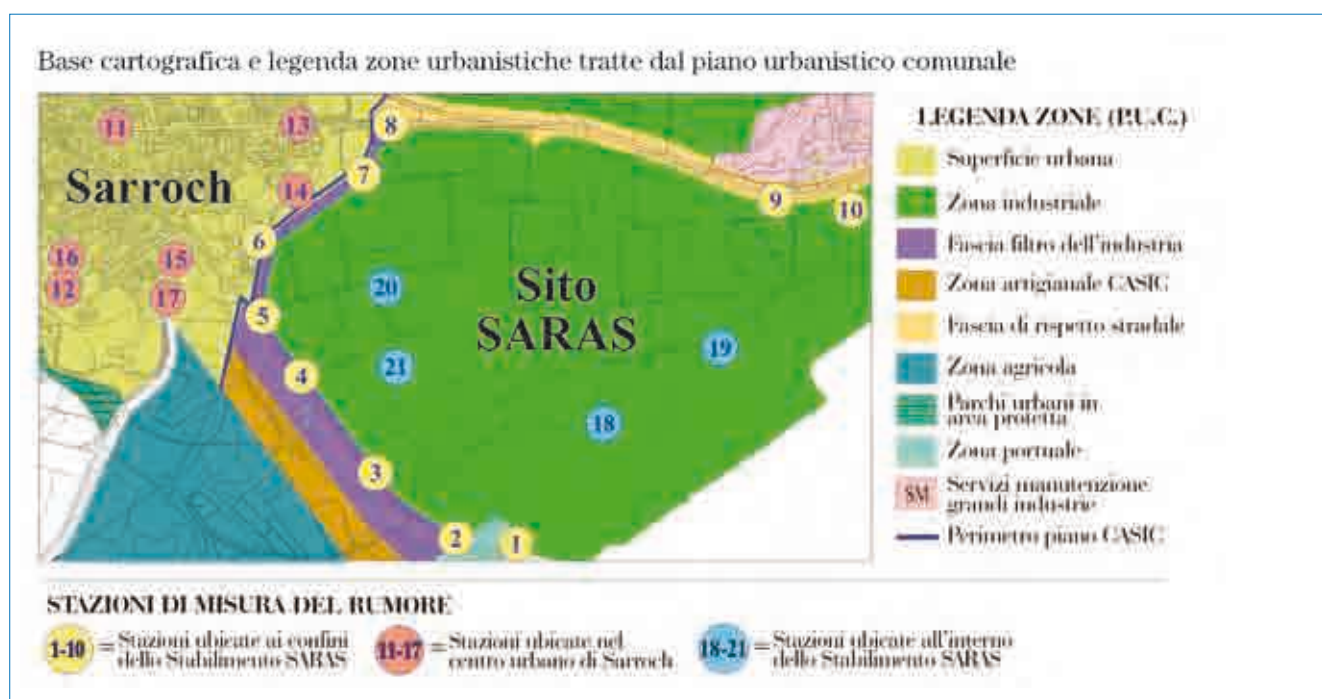 Base cartografica e legenda zone urbanistiche tratte dal piano urbanistico comunale
11
13
8
Sarroch
14
7
9
10
6
16
15
12
17
5
20
Sito
SARAS
21
19
4
18
3
2
1
LEGENDA ZONE (P.U.C.)
Superficie urbana
Zona industriale
Fascia filtro dell'industria
Zona artigianale CASIC
Fascia di rispetto stradale
Zona agricola
Parchi urbani in
area protetta
Zona portuale
SM
Servizi manutenzione
grandi industrie
Perimetro piano CASIC
STAZIONI DI MISURA DEL RUMORE
1-10 = Stazioni ubicate ai confini
dello Stabilimento SARAS
11-17 = Stazioni ubicate nel
centro urbano di Sarroch
18-21 = Stazioni ubicate all'interno
dello Stabilimento SARAS